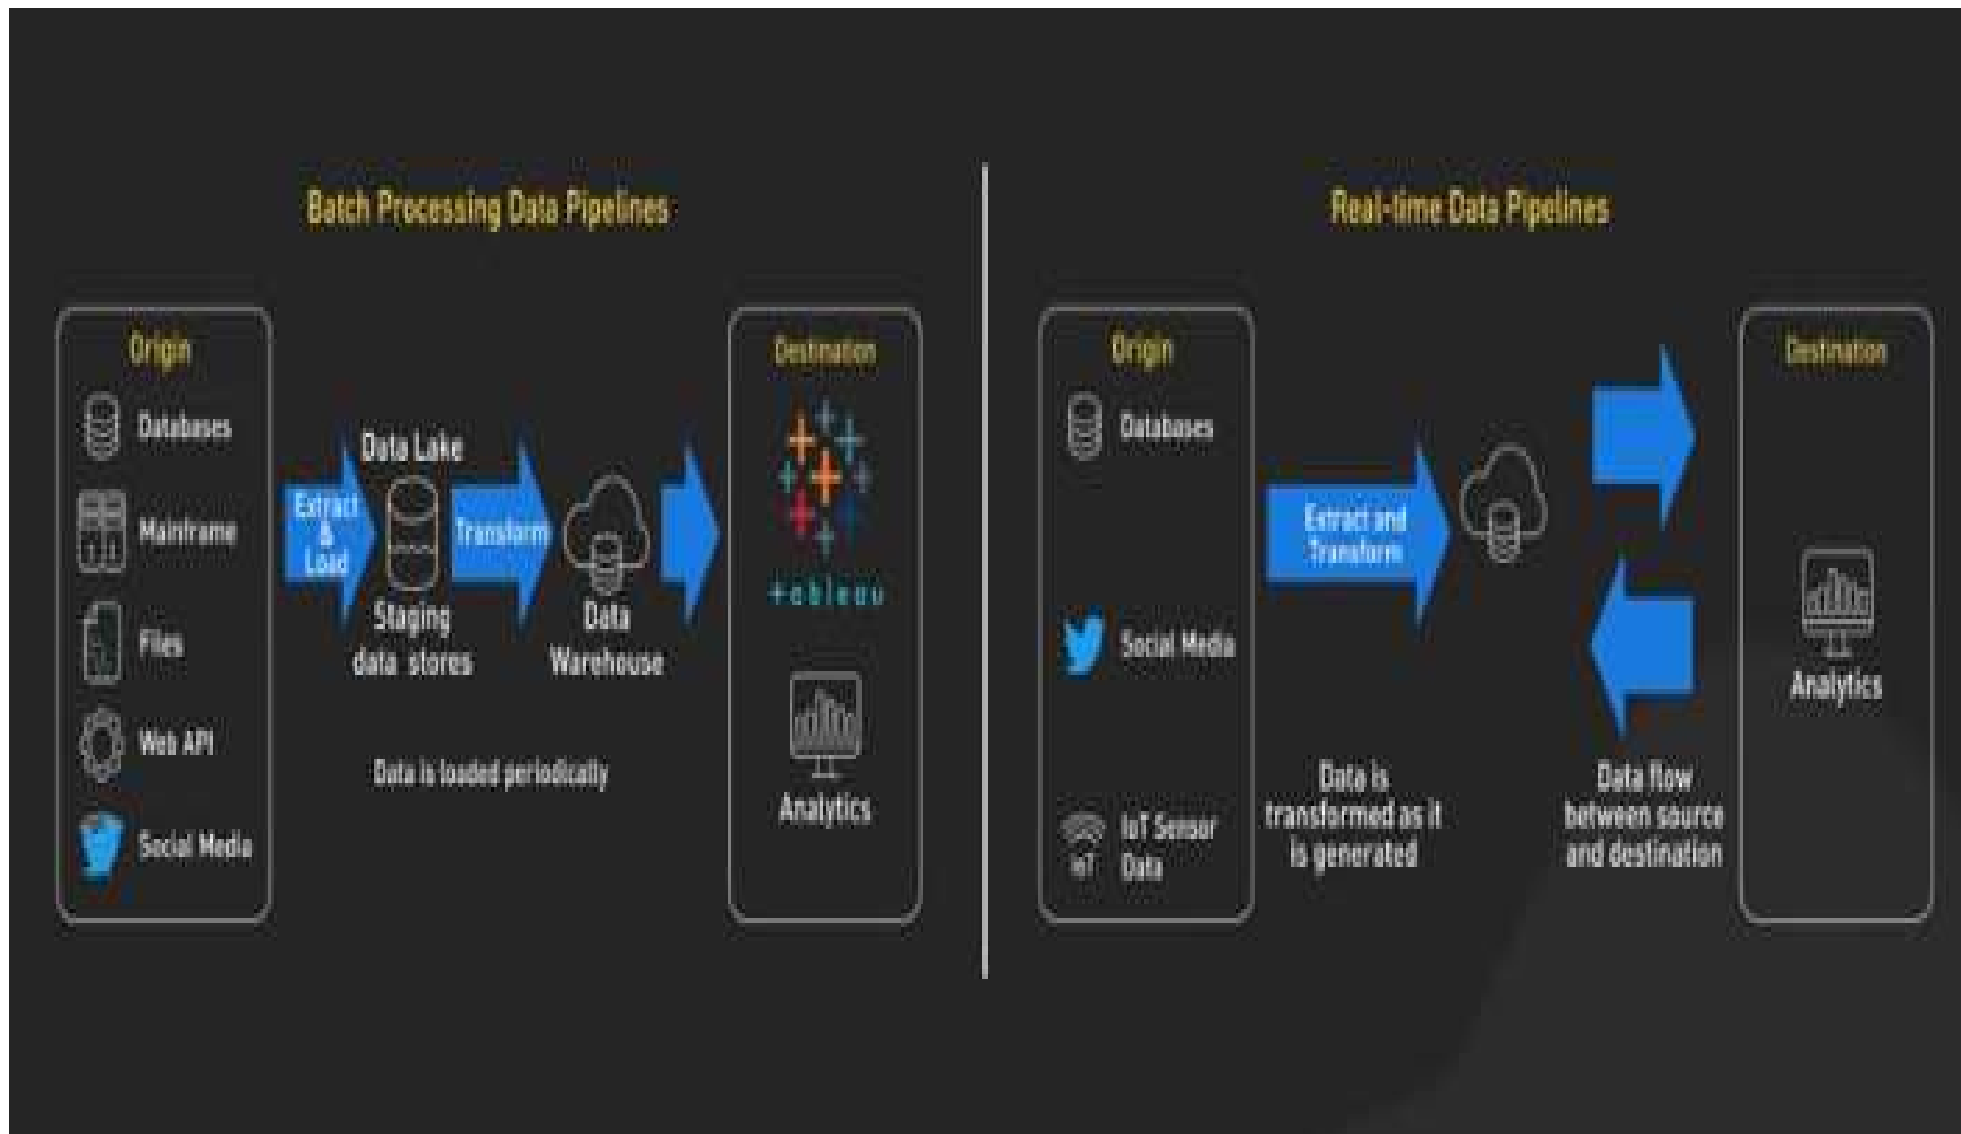 Batch Processing Data Pipelines
Origin
Databases
Mainframe
Files
Web API
Social Media
Extract
&
Load
Data Lake
Staging
data stores
Transform
Data
Warehouse
Data is loaded periodically
Destination
+ableau
Analytics
Real-time Data Pipelines
Origin
Databases
Social Media
IoT
IoT Sensor
Data
Extract and
Transform
Data is
transformed as it
is generated
Data flow
between source
and destination
Destination
Analytics